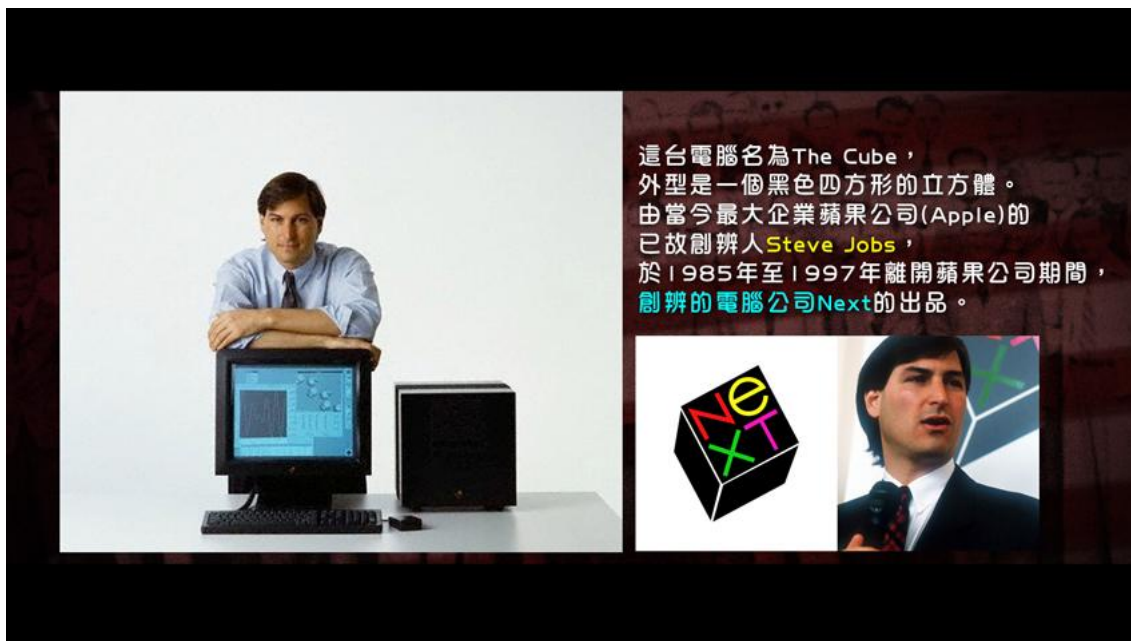 這台電腦名為The Cube，
外型是一個黑色四方形的立方體。
由當今最大企業蘋果公司(Apple)的
已故創辨人Steve Jobs，
於1985年至1997年離開蘋果公司期間，
創辨的電腦公司Next的出品。
NeXT